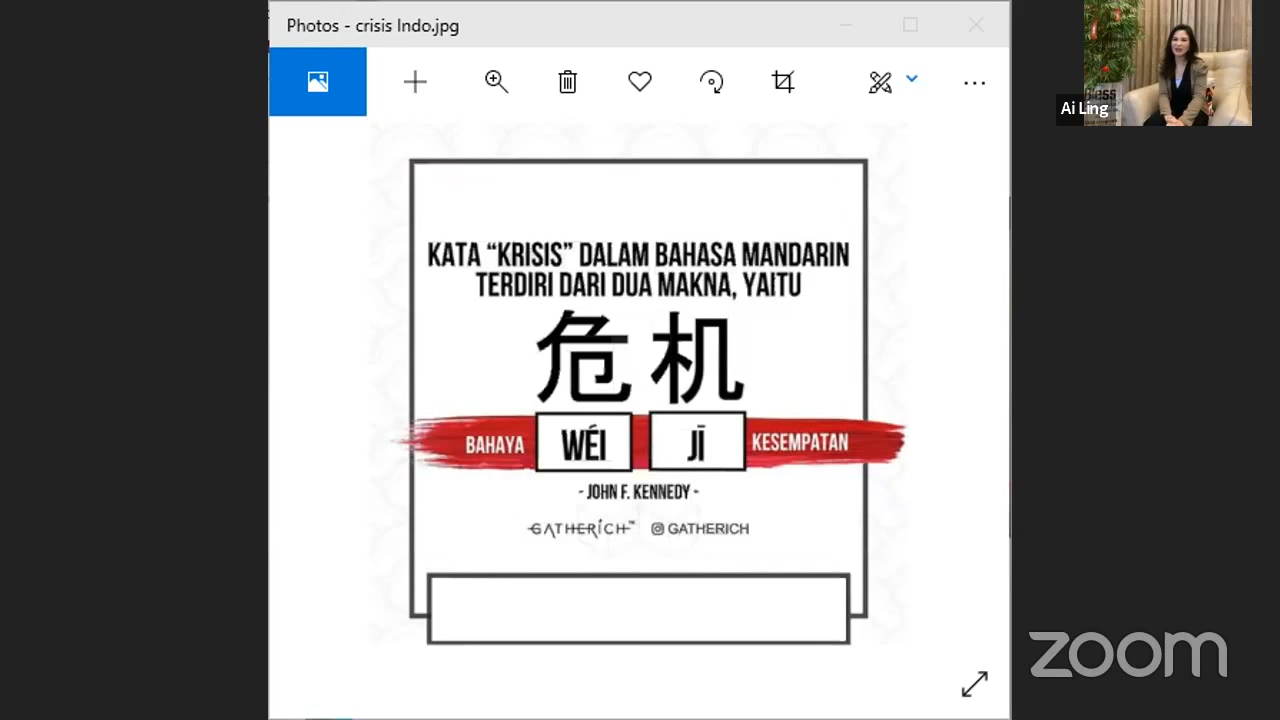 Photos - crisis Indo.jpg
Ai Ling
KATA “KRISIS” DALAM BAHASA MANDARIN
TERDIRI DARI DUA MAKNA, YAITU
危机
BAHAYA WÉI JĪ KESEMPATAN
- JOHN F. KENNEDY -
GATHERICH™ GATHERICH
zoom